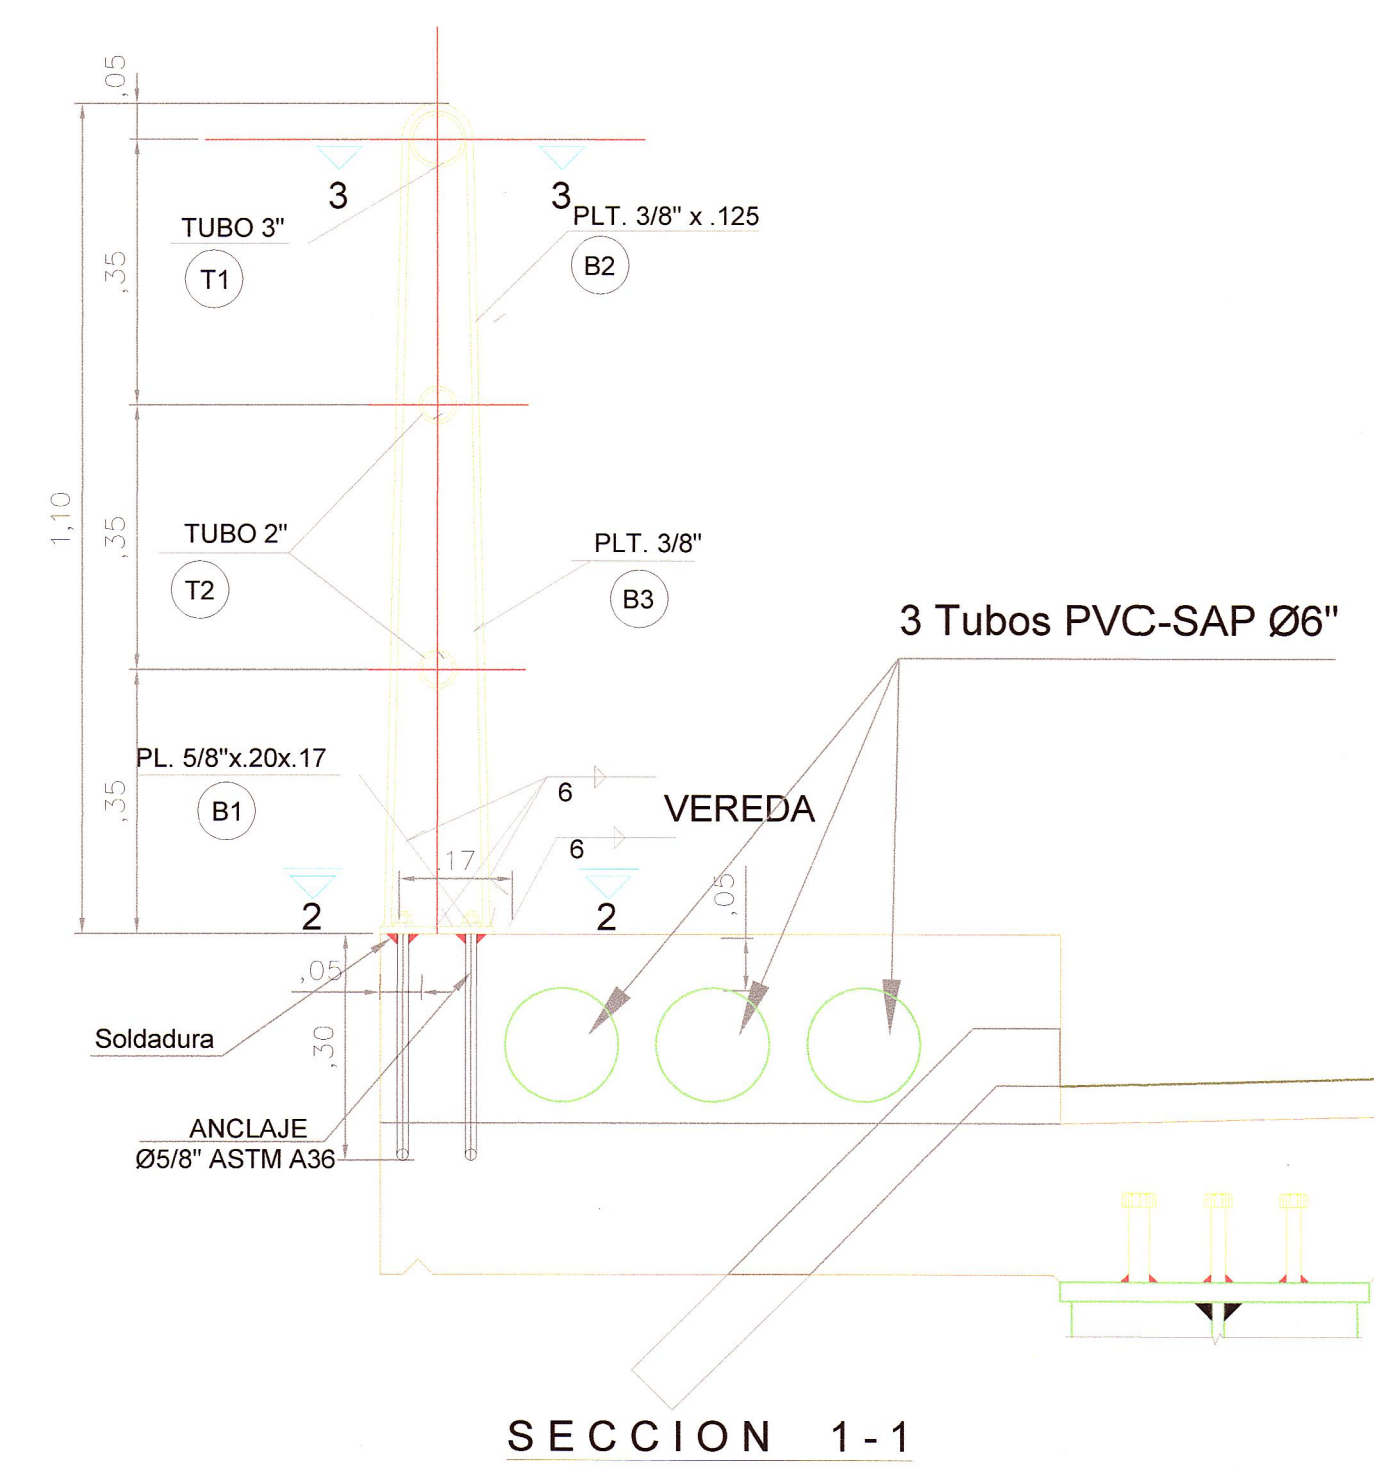 ,05
3
3
TUBO 3"
T1
PLT. 3/8" x .125
B2
,35
1,10
,35
TUBO 2"
T2
PLT. 3/8"
B3
3 Tubos PVC-SAP Ø6"
PL. 5/8"x.20x.17
B1
,35
6
VEREDA
6
.17
2
2
,05
,05
Soldadura
,30
ANCLAJE
Ø5/8" ASTM A36
SECCION 1-1